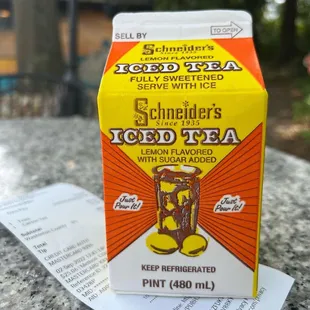 SELL BY
TO OPEN
Schneider's
LEMON FLAVORED
ICED TEA
FULLY SWEETENED
SERVE WITH ICE
Schneider's
Since 1935
ICED TEA
LEMON FLAVORED
WITH SUGAR ADDED
Just
Pour It!
Just
Pour It!
KEEP REFRIGERATED
PINT (480 mL)
Total